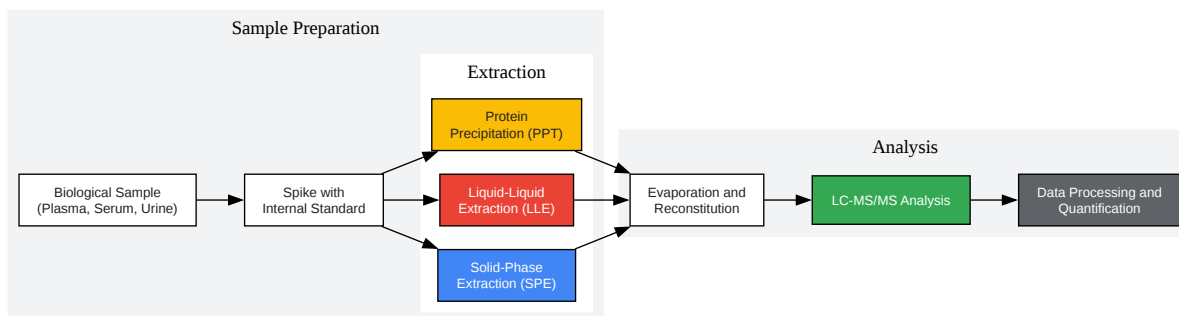 Sample Preparation
Extraction
Protein
Precipitation (PPT)
Analysis
Biological Sample
(Plasma, Serum, Urine)
Spike with
Internal Standard
Liquid-Liquid
Extraction (LLE)
Evaporation and
Reconstitution
LC-MS/MS Analysis
Data Processing and
Quantification
Solid-Phase
Extraction (SPE)